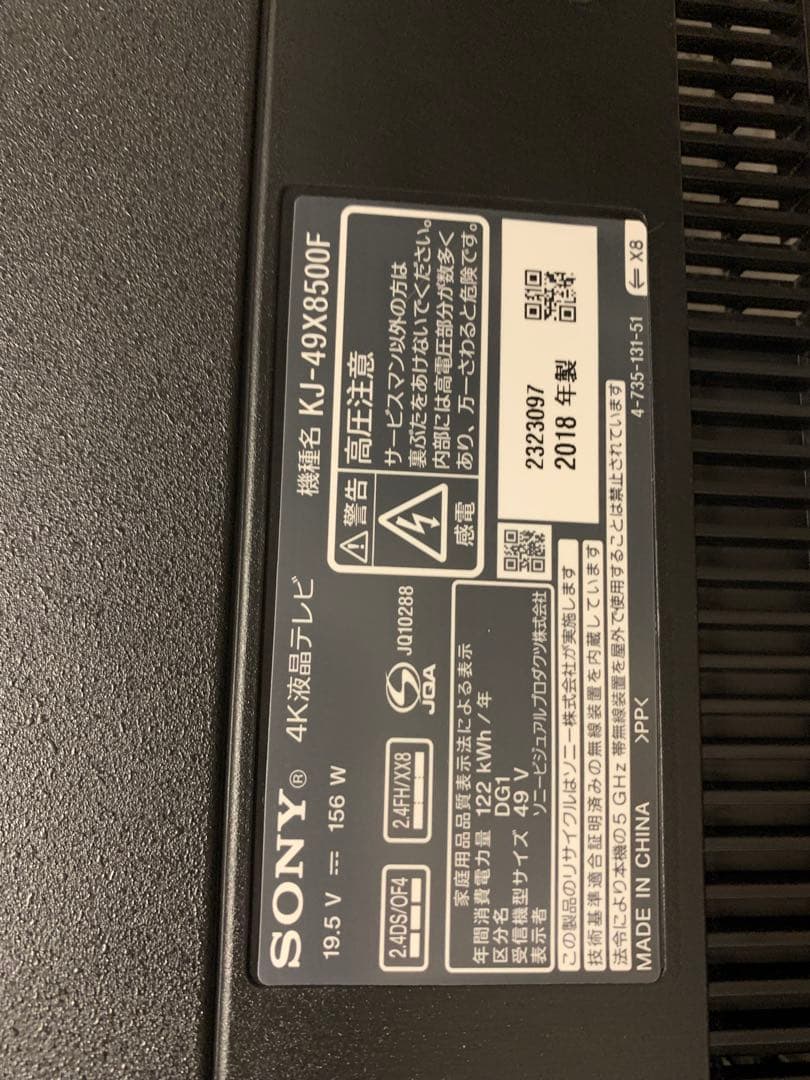 SONY® 4K液晶テレビ 機種名 KJ-49X8500F
19.5 V ⎓ 156 W
2.4DS/OF4
2.4FH/XX8
JQA
JQ10288
警告
感電
高圧注意
サービスマン以外の方は
裏ぶたをあけないでください。
内部には高電圧部分が数多く
あり、万一さわると危険です。
家庭用品品質表示法による表示
年間消費電力量 122 kWh / 年
区分名 DG1
受信機型サイズ 49 V
表示者 ソニービジュアルプロダクツ株式会社
2323097
2018 年製
この製品のリサイクルはソニー株式会社が実施します
技術基準適合証明済みの無線装置を内蔵しています
法令により本機の5 GHz 帯無線装置を屋外で使用することは禁止されています
MADE IN CHINA >PP< 4-735-131-51 ⇐ X8